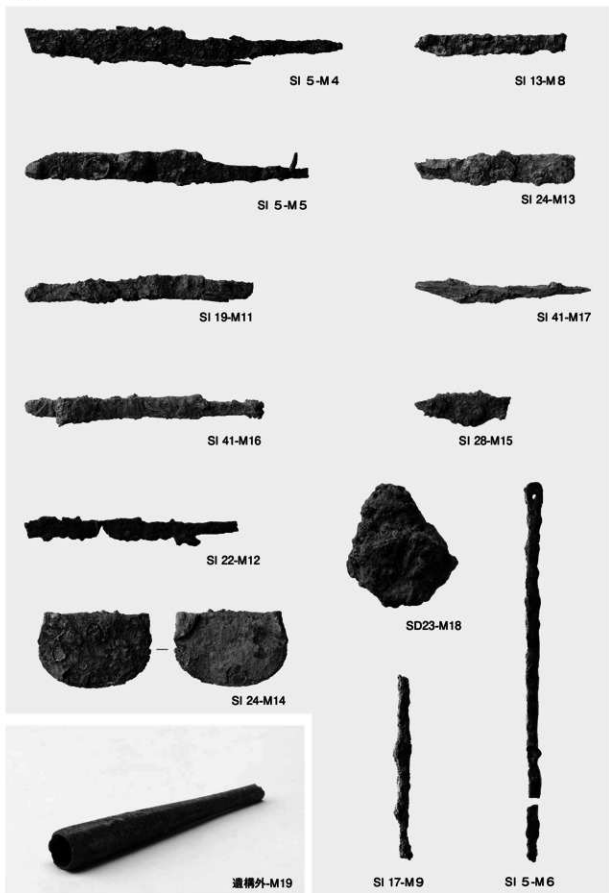 SI 5-M4
SI 13-M8
SI 5-M5
SI 24-M13
SI 19-M11
SI 41-M17
SI 41-M16
SI 28-M15
SI 22-M12
SD23-M18
SI 24-M14
遺構外-M19
SI 17-M9
SI 5-M6